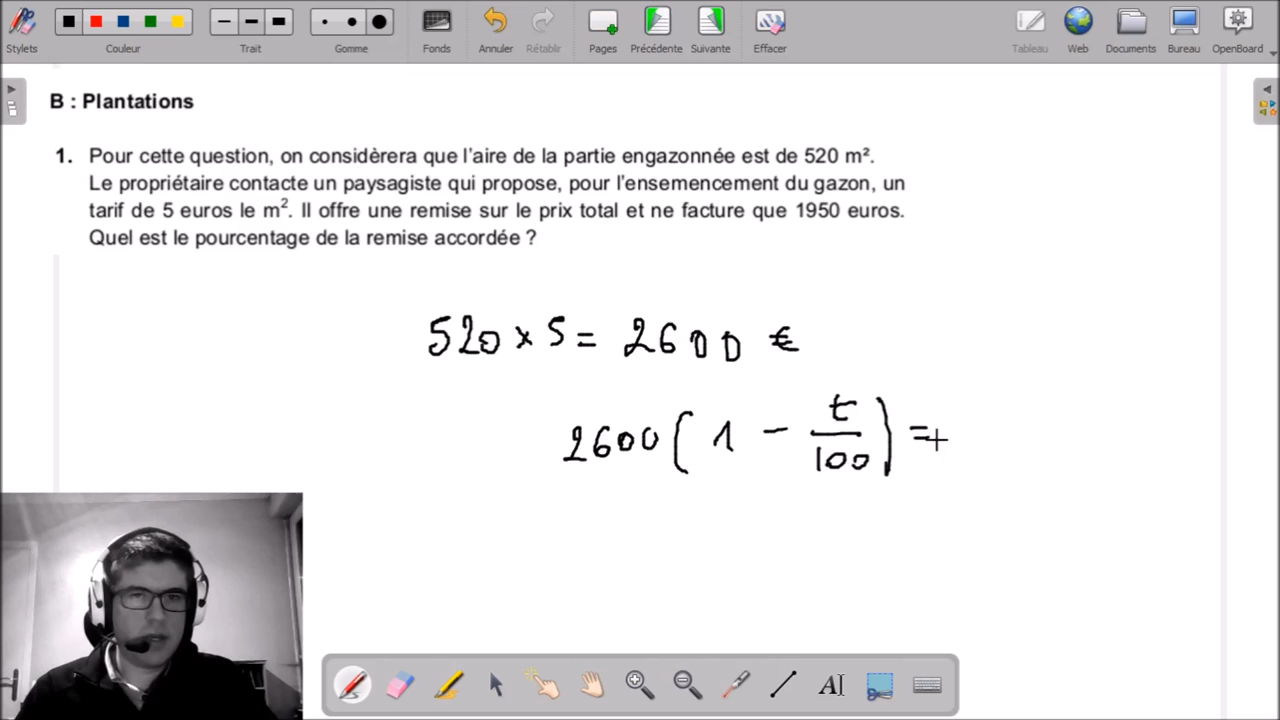 Stylets Couleur Trait Gomme Fonds Annuler Rétablir Pages Précédente Suivante Effacer Tableau Web Documents Bureau OpenBoard
B : Plantations
1. Pour cette question, on considèrera que l'aire de la partie engazonnée est de 520 m².
Le propriétaire contacte un paysagiste qui propose, pour l'ensemencement du gazon, un
tarif de 5 euros le m². Il offre une remise sur le prix total et ne facture que 1950 euros.
Quel est le pourcentage de la remise accordée ?
520 × 5 = 2600 €
2600 ( 1 - t/100 ) =
AI